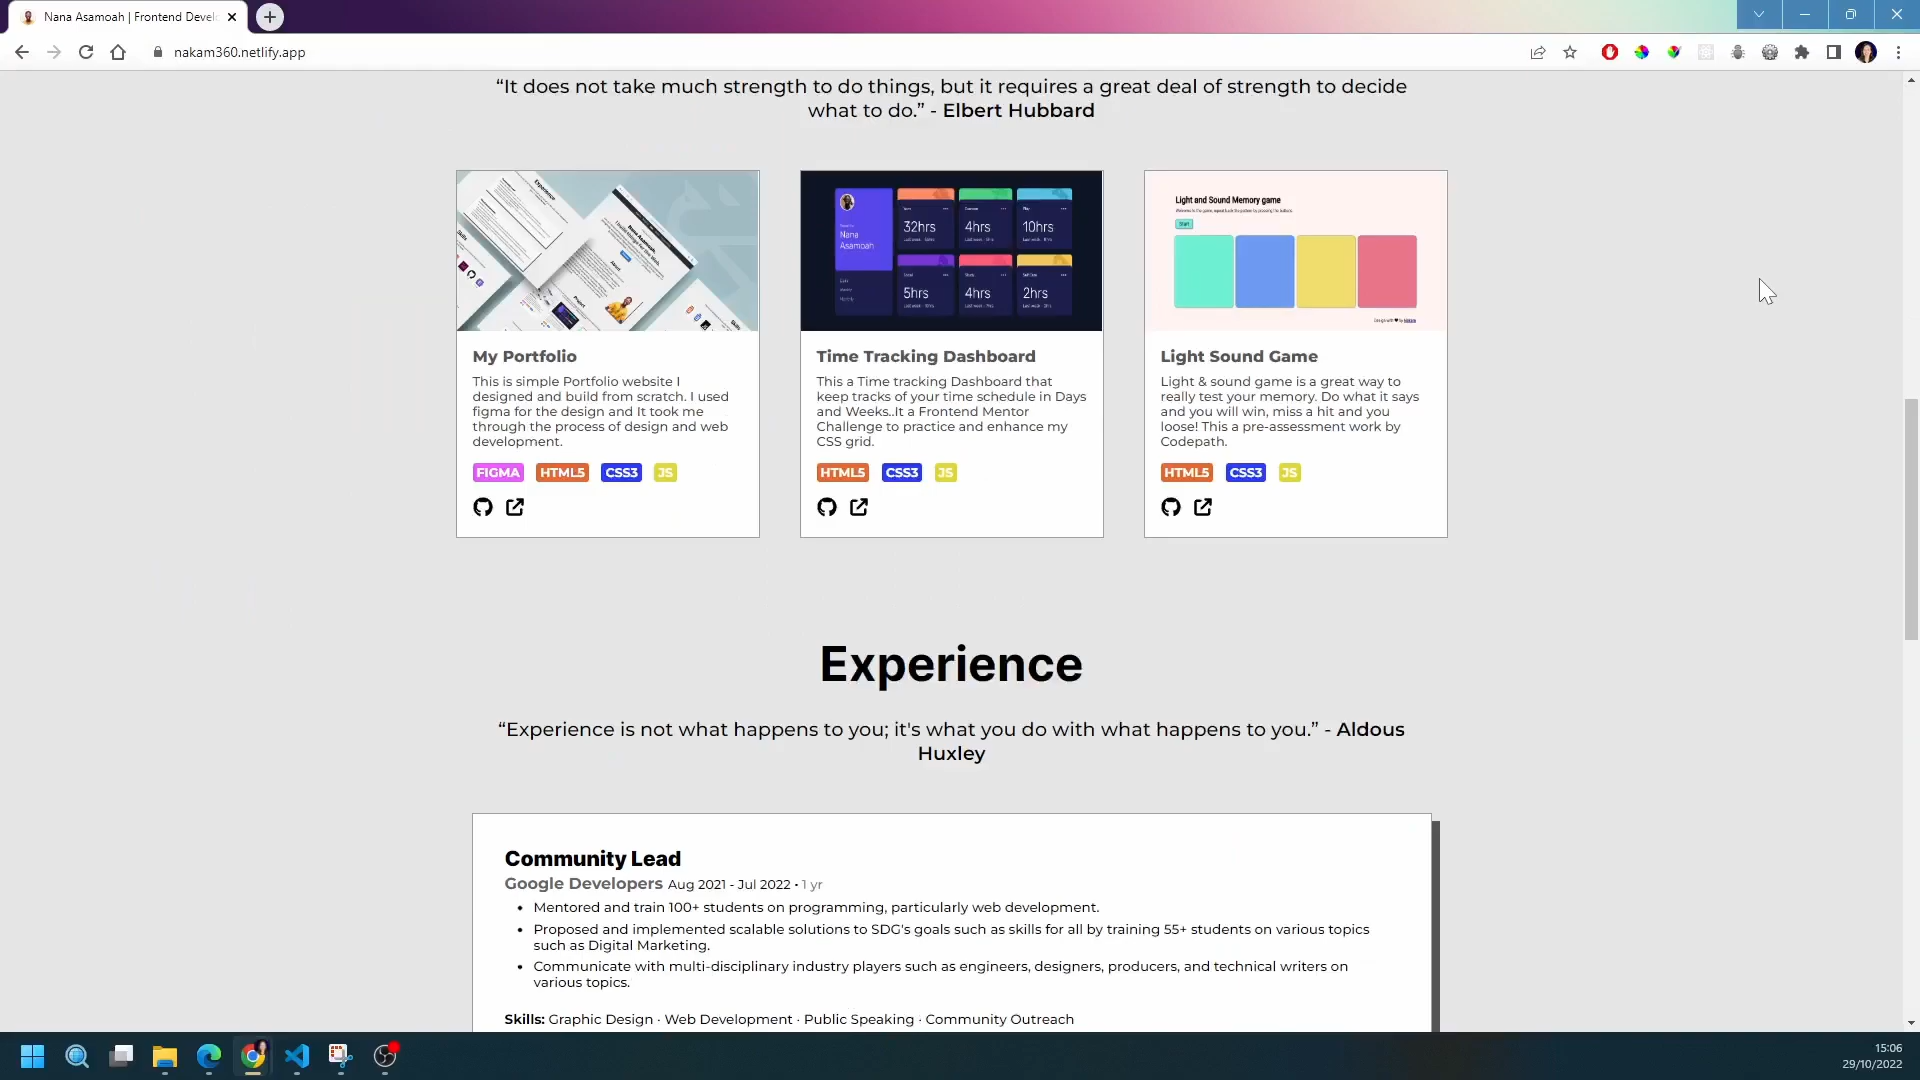 Nana Asamoah | Frontend Devel
nakam360.netlify.app
“It does not take much strength to do things, but it requires a great deal of strength to decide
what to do.” - Elbert Hubbard
Experience
Nana Asamoah,
About
Project
Skills
Nana
Asamoah
32hrs
4hrs
10hrs
5hrs
4hrs
2hrs
Light and Sound Memory game
Start
My Portfolio
This is simple Portfolio website I
designed and build from scratch. I used
figma for the design and It took me
through the process of design and web
development.
FIGMA HTML5 CSS3 JS
Time Tracking Dashboard
This a Time tracking Dashboard that
keep tracks of your time schedule in Days
and Weeks..It a Frontend Mentor
Challenge to practice and enhance my
CSS grid.
HTML5 CSS3 JS
Light Sound Game
Light & sound game is a great way to
really test your memory. Do what it says
and you will win, miss a hit and you
loose! This a pre-assessment work by
Codepath.
HTML5 CSS3 JS
Experience
“Experience is not what happens to you; it's what you do with what happens to you.” - Aldous
Huxley
Community Lead
Google Developers Aug 2021 - Jul 2022 • 1 yr
• Mentored and train 100+ students on programming, particularly web development.
• Proposed and implemented scalable solutions to SDG's goals such as skills for all by training 55+ students on various topics
such as Digital Marketing.
• Communicate with multi-disciplinary industry players such as engineers, designers, producers, and technical writers on
various topics.
Skills: Graphic Design · Web Development · Public Speaking · Community Outreach
15:06
29/10/2022